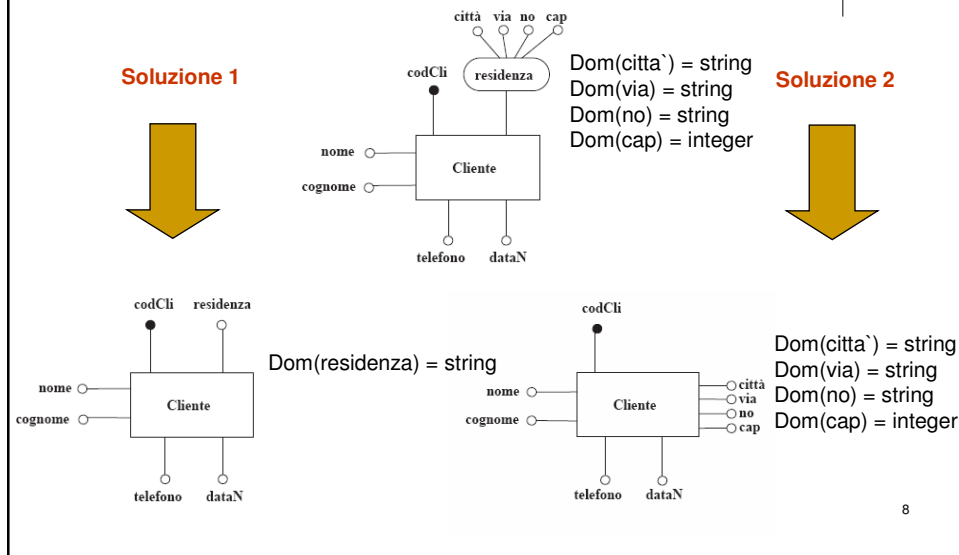 città via no cap
Soluzione 1
codCli
residenza
Dom(citta`) = string
Dom(via) = string
Dom(no) = string
Dom(cap) = integer
Soluzione 2
nome
cognome
Cliente
telefono
dataN
codCli
residenza
Dom(residenza) = string
nome
cognome
Cliente
telefono
dataN
codCli
nome
cognome
Cliente
città
via
no
cap
telefono
dataN
Dom(citta`) = string
Dom(via) = string
Dom(no) = string
Dom(cap) = integer
8